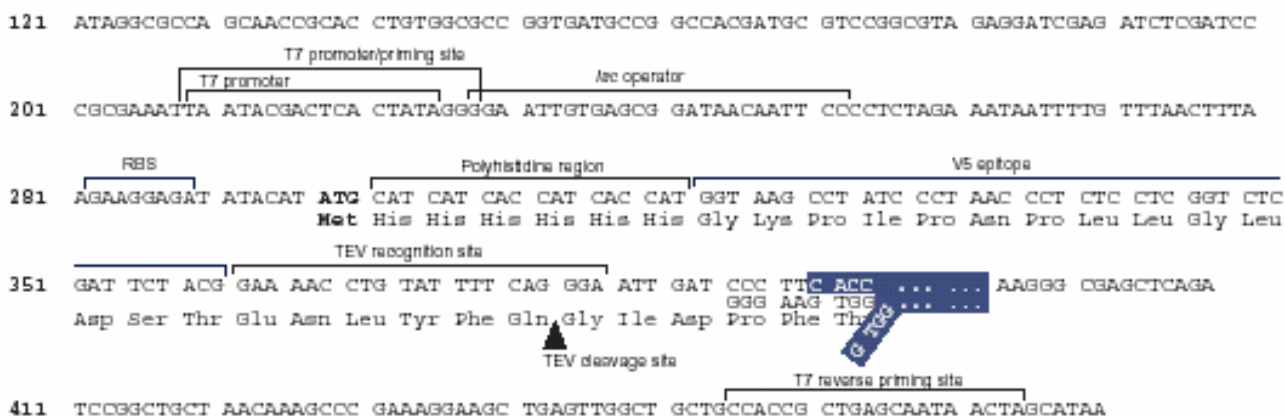 121 ATAGGCGCCA GCAACCGCAC CTGTGGCGCC GGTGATGCCG GCCACGATGC GTCCGGCGTA GAGGATCGAG ATCTCGATCC
T7 promoter/priming site
T7 promoter lac operator
201 CGCGAAATTA ATACGACTCA CTATAGGGGA ATTGTGAGCG GATAACAATT CCCCTCTAGA AATAATTTTG TTTAACTTTA
RBS Polyhistidine region V5 epitope
281 AGAAGGAGAT ATACAT ATG CAT CAT CAC CAT CAC CAT GGT AAG CCT ATC CCT AAC CCT CTC CTC GGT CTC
Met His His His His His His Gly Lys Pro Ile Pro Asn Pro Leu Leu Gly Leu
TEV recognition site
351 GAT TCT ACG GAA AAC CTG TAT TTT CAG GGA ATT GAT CCC TTC ACC ... ... AAGGG CGAGCTCAGA
GGG AAG TGG ... ...
Asp Ser Thr Glu Asn Leu Tyr Phe Gln Gly Ile Asp Pro Phe Th
G TGG
TEV cleavage site
T7 reverse priming site
411 TCCGGCTGCT AACAAAGCCC GAAAGGAAGC TGAGTTGGCT GCTGCCACCG CTGAGCAATA ACTAGCATAA